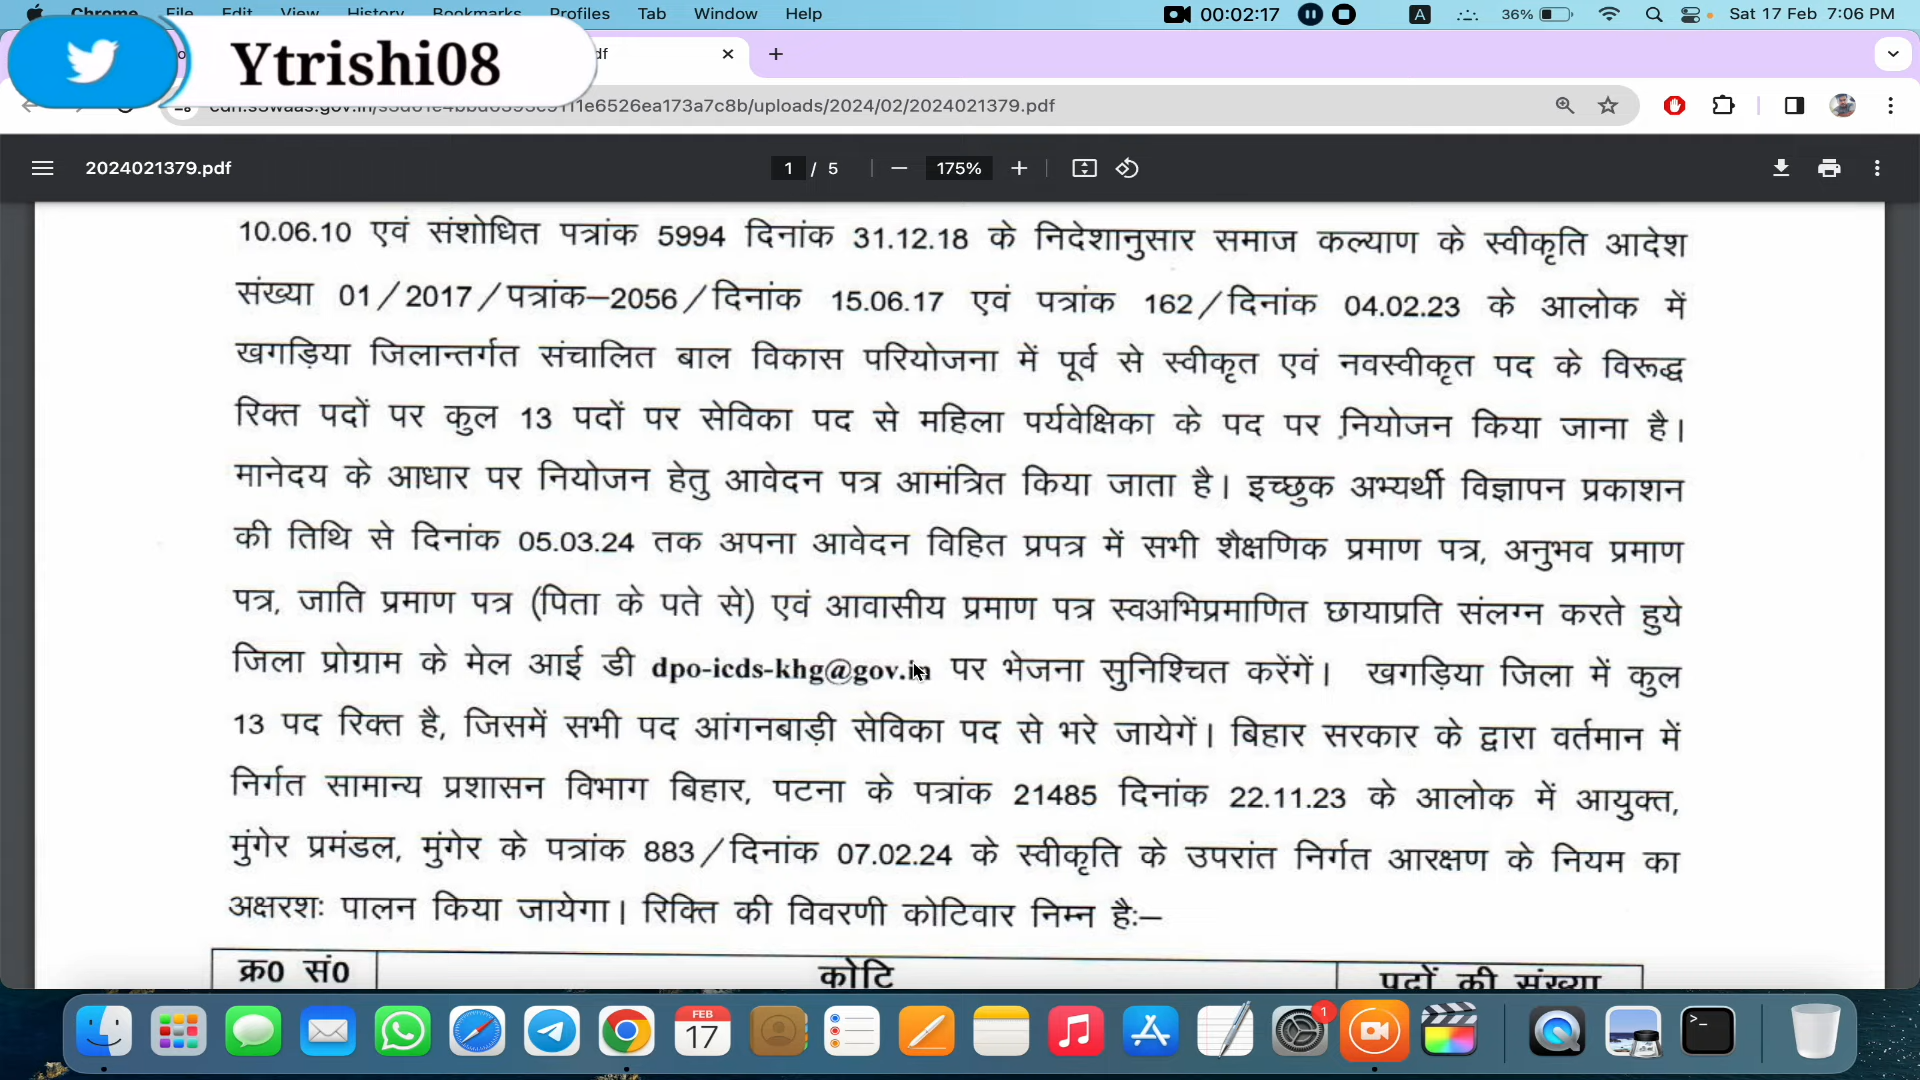 Chrome File Edit View History Bookmarks Profiles Tab Window Help 00:02:17 A 36% Sat 17 Feb 7:06 PM
Ytrishi08
df
e6526ea173a7c8b/uploads/2024/02/2024021379.pdf
2024021379.pdf 1 / 5 175%
10.06.10 एवं संशोधित पत्रांक 5994 दिनांक 31.12.18 के निदेशानुसार समाज कल्याण के स्वीकृति आदेश
संख्या 01/2017/पत्रांक–2056/दिनांक 15.06.17 एवं पत्रांक 162/दिनांक 04.02.23 के आलोक में
खगड़िया जिलान्तर्गत संचालित बाल विकास परियोजना में पूर्व से स्वीकृत एवं नवस्वीकृत पद के विरूद्ध
रिक्त पदों पर कुल 13 पदों पर सेविका पद से महिला पर्यवेक्षिका के पद पर नियोजन किया जाना है।
मानेदय के आधार पर नियोजन हेतु आवेदन पत्र आमंत्रित किया जाता है। इच्छुक अभ्यर्थी विज्ञापन प्रकाशन
की तिथि से दिनांक 05.03.24 तक अपना आवेदन विहित प्रपत्र में सभी शैक्षणिक प्रमाण पत्र, अनुभव प्रमाण
पत्र, जाति प्रमाण पत्र (पिता के पते से) एवं आवासीय प्रमाण पत्र स्वअभिप्रमाणित छायाप्रति संलग्न करते हुये
जिला प्रोग्राम के मेल आई डी dpo-icds-khg@gov.in पर भेजना सुनिश्चित करेंगें। खगड़िया जिला में कुल
13 पद रिक्त है, जिसमें सभी पद आंगनबाड़ी सेविका पद से भरे जायेगें। बिहार सरकार के द्वारा वर्तमान में
निर्गत सामान्य प्रशासन विभाग बिहार, पटना के पत्रांक 21485 दिनांक 22.11.23 के आलोक में आयुक्त,
मुंगेर प्रमंडल, मुंगेर के पत्रांक 883/दिनांक 07.02.24 के स्वीकृति के उपरांत निर्गत आरक्षण के नियम का
अक्षरशः पालन किया जायेगा। रिक्ति की विवरणी कोटिवार निम्न हैः–
क्र0 सं0 कोटि पदों की संख्या
FEB
17
1